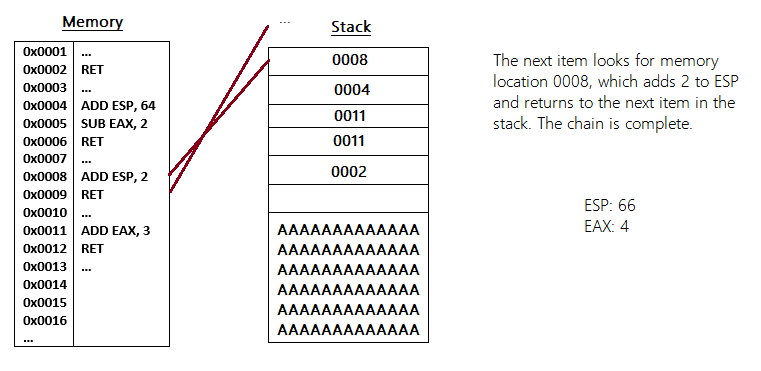 Memory
0x0001 ...
0x0002 RET
0x0003 ...
0x0004 ADD ESP, 64
0x0005 SUB EAX, 2
0x0006 RET
0x0007 ...
0x0008 ADD ESP, 2
0x0009 RET
0x0010 ...
0x0011 ADD EAX, 3
0x0012 RET
0x0013 ...
0x0014
0x0015
0x0016
...
...
Stack
0008
0004
0011
0011
0002
AAAAAAAAAAAAA
AAAAAAAAAAAAA
AAAAAAAAAAAAA
AAAAAAAAAAAAA
AAAAAAAAAAAAA
AAAAAAAAAAAAA
The next item looks for memory
location 0008, which adds 2 to ESP
and returns to the next item in the
stack. The chain is complete.
ESP: 66
EAX: 4